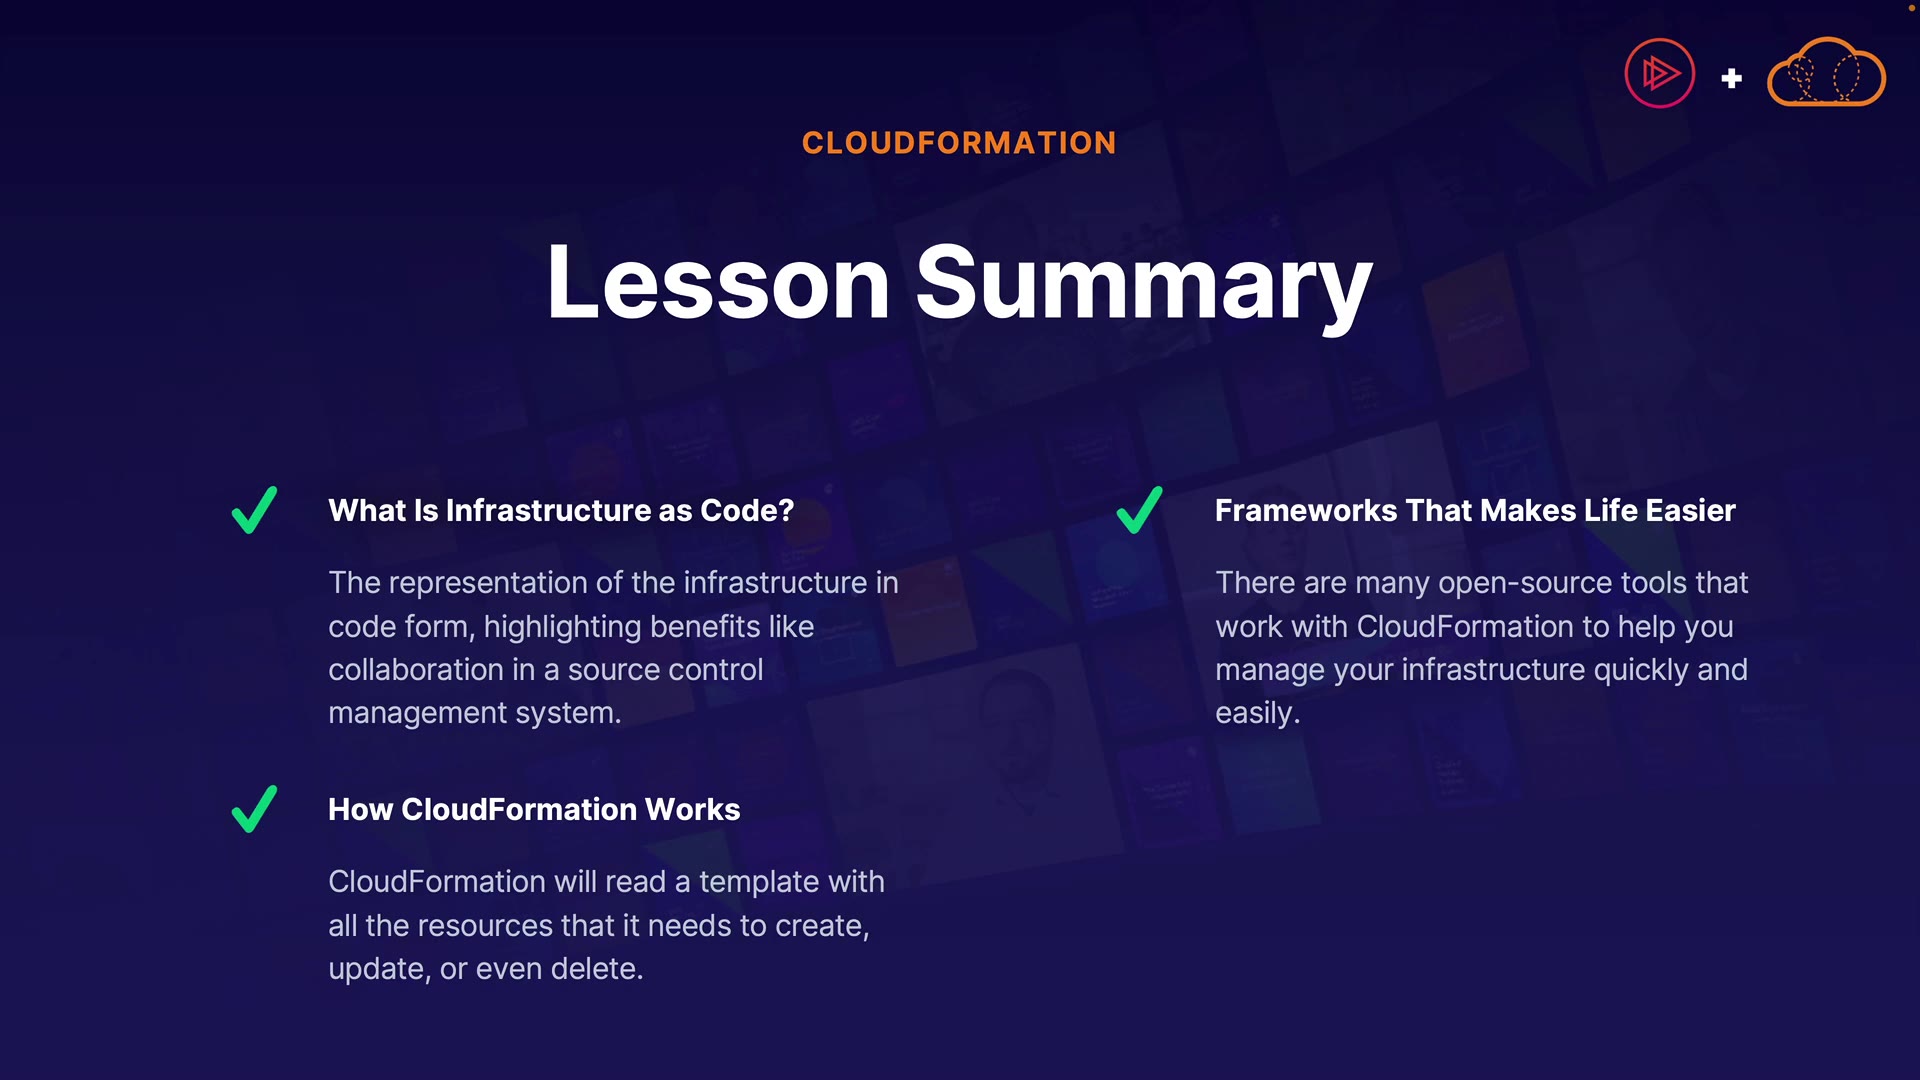 CLOUDFORMATION
Lesson Summary
What Is Infrastructure as Code?
The representation of the infrastructure in
code form, highlighting benefits like
collaboration in a source control
management system.
How CloudFormation Works
CloudFormation will read a template with
all the resources that it needs to create,
update, or even delete.
Frameworks That Makes Life Easier
There are many open-source tools that
work with CloudFormation to help you
manage your infrastructure quickly and
easily.